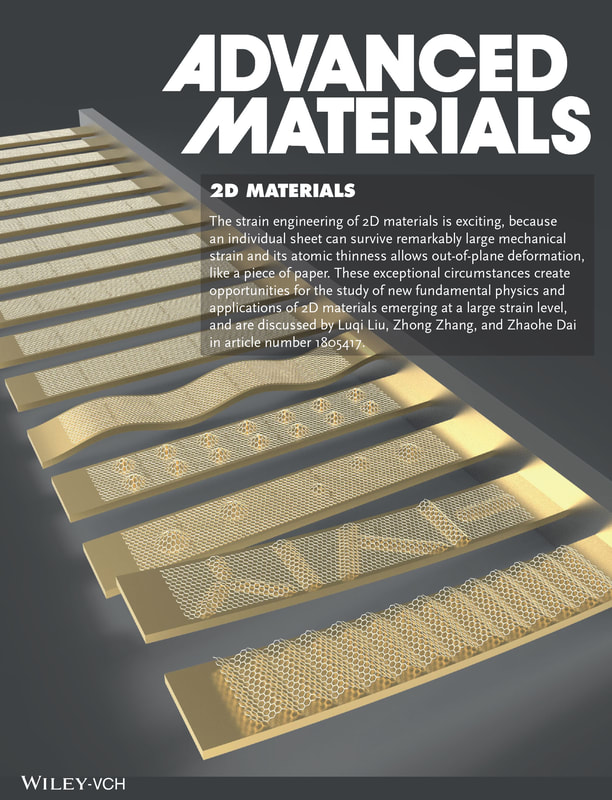 ADVANCED
MATERIALS
2D MATERIALS
The strain engineering of 2D materials is exciting, because
an individual sheet can survive remarkably large mechanical
strain and its atomic thinness allows out-of-plane deformation,
like a piece of paper. These exceptional circumstances create
opportunities for the study of new fundamental physics and
applications of 2D materials emerging at a large strain level,
and are discussed by Luqi Liu, Zhong Zhang, and Zhaohe Dai
in article number 1805417.
WILEY-VCH